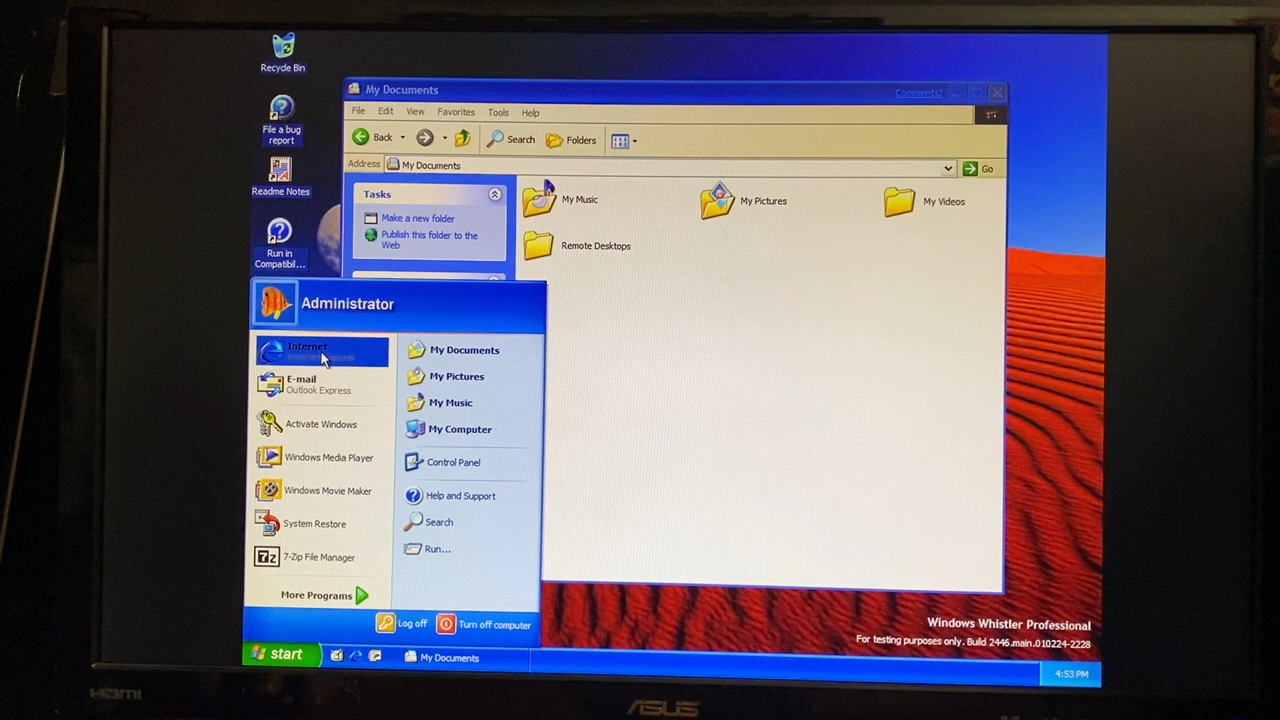 Recycle Bin
File a bug
report
Readme Notes
Run in
Compatibil...
My Documents
Comments?
File Edit View Favorites Tools Help
Back Search Folders
Address My Documents Go
Tasks
Make a new folder
Publish this folder to the
Web
My Music My Pictures My Videos
Remote Desktops
Administrator
Internet
Internet Explorer
E-mail
Outlook Express
Activate Windows
Windows Media Player
Windows Movie Maker
System Restore
7z 7-Zip File Manager
More Programs
My Documents
My Pictures
My Music
My Computer
Control Panel
Help and Support
Search
Run...
Log off Turn off computer
Windows Whistler Professional
For testing purposes only. Build 2446.main.010224-2228
start My Documents 4:53 PM
HDMI ASUS